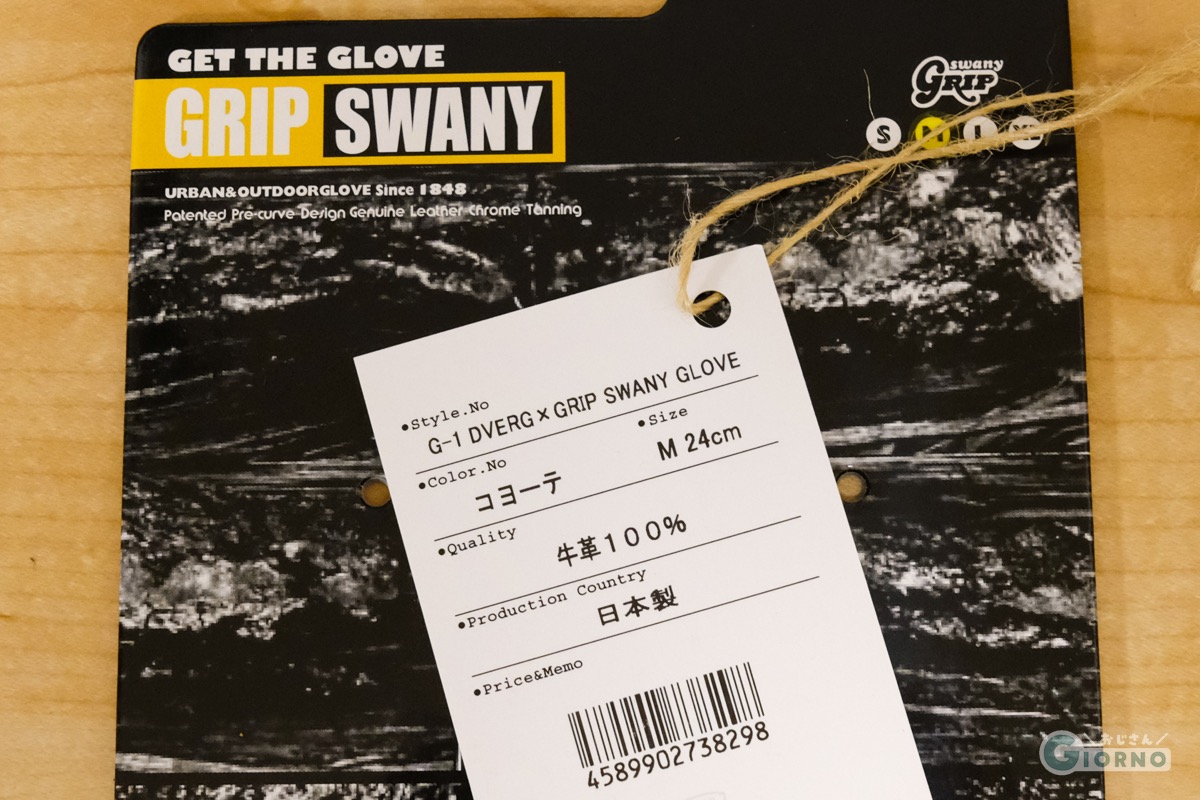 GET THE GLOVE
GRIP SWANY
swany
GRIP
S M L XL
URBAN&OUTDOORGLOVE Since 1848
Patented Pre-curve Design Genuine Leather Chrome Tanning
•Style.No
G-1 DVERG×GRIP SWANY GLOVE
•Color.No
コヨーテ
•Size
M 24cm
•Quality
牛革100%
•Production Country
日本製
•Price&Memo
4589902738298
おじさん
GIORNO